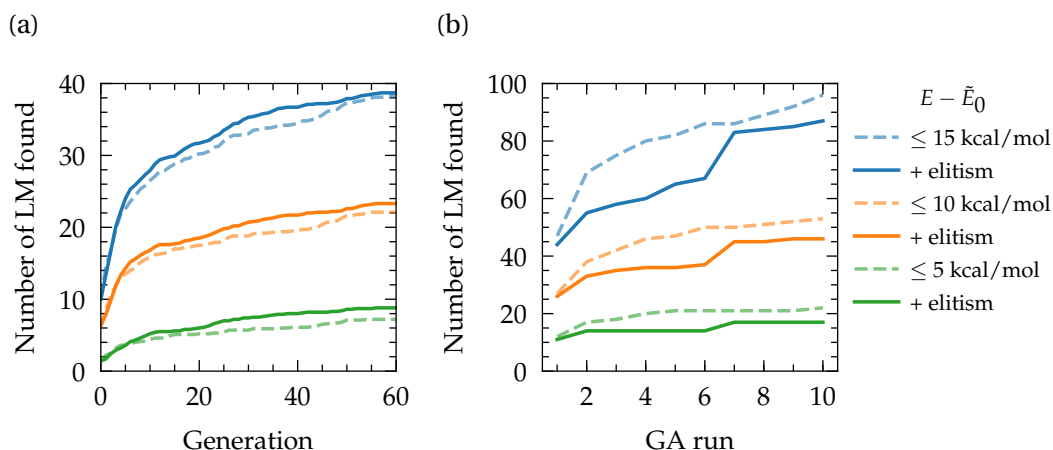 (a)
Number of LM found
40
30
20
10
0
0
20
40
60
Generation
(b)
Number of LM found
100
80
60
40
20
0
2
4
6
8
10
GA run
E − Ẽ₀
≤ 15 kcal/mol
+ elitism
≤ 10 kcal/mol
+ elitism
≤ 5 kcal/mol
+ elitism